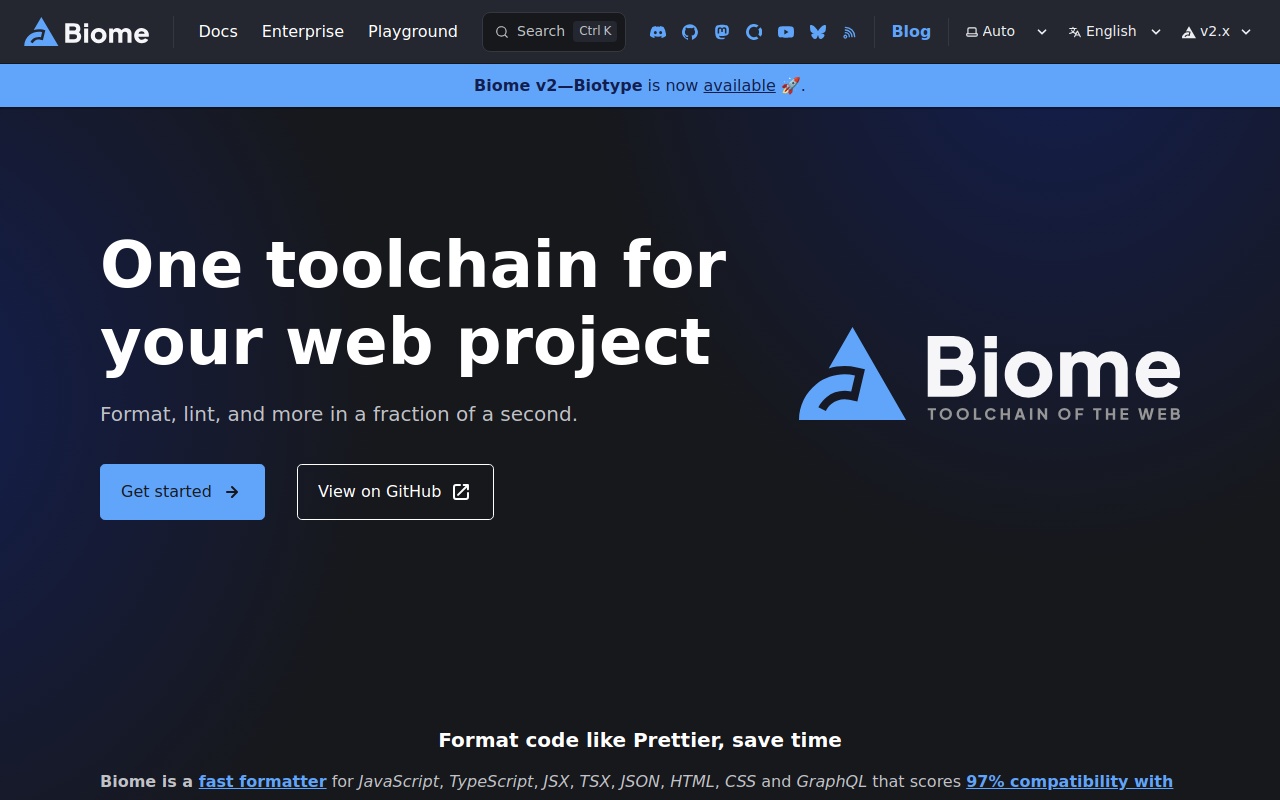 Biome Docs Enterprise Playground Search Ctrl K Blog Auto English v2.x
Biome v2—Biotype is now available 🚀.
One toolchain for
your web project
Format, lint, and more in a fraction of a second.
Get started View on GitHub
Biome
TOOLCHAIN OF THE WEB
Format code like Prettier, save time
Biome is a fast formatter for JavaScript, TypeScript, JSX, TSX, JSON, HTML, CSS and GraphQL that scores 97% compatibility with